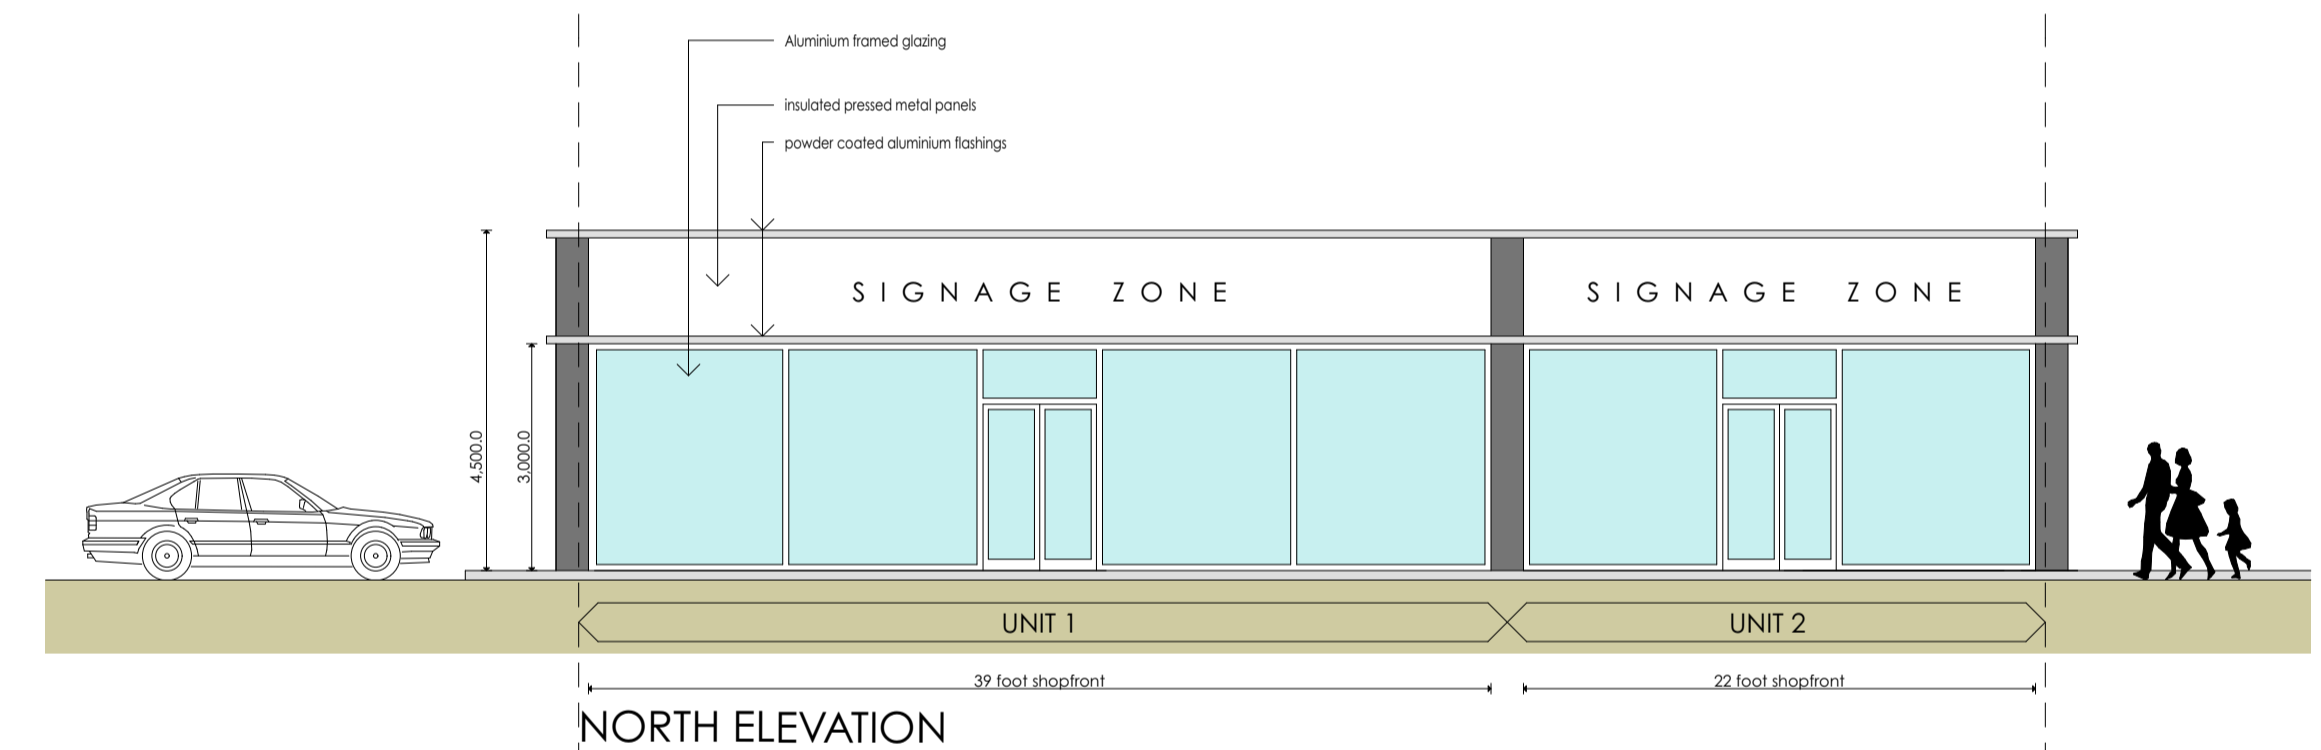 Aluminium framed glazing
insulated pressed metal panels
powder coated aluminium flashings
SIGNAGE ZONE
SIGNAGE ZONE
4,500.0
3,000.0
UNIT 1
UNIT 2
39 foot shopfront
22 foot shopfront
NORTH ELEVATION